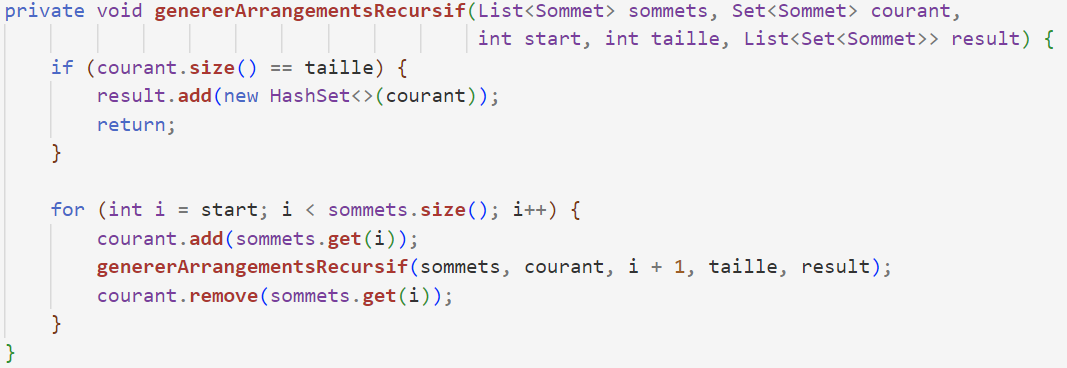 private void genererArrangementsRecursif(List<Sommet> sommets, Set<Sommet> courant,
                                         int start, int taille, List<Set<Sommet>> result) {
    if (courant.size() == taille) {
        result.add(new HashSet<>(courant));
        return;
    }

    for (int i = start; i < sommets.size(); i++) {
        courant.add(sommets.get(i));
        genererArrangementsRecursif(sommets, courant, i + 1, taille, result);
        courant.remove(sommets.get(i));
    }
}